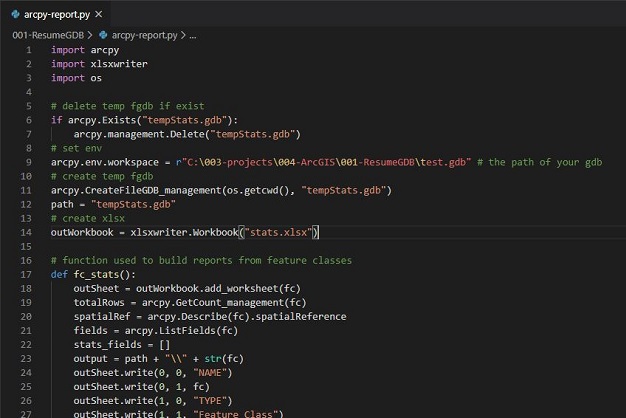 arcpy-report.py ×
001-ResumeGDB > arcpy-report.py > ...
1 import arcpy
2 import xlsxwriter
3 import os
4
5 # delete temp fgdb if exist
6 if arcpy.Exists("tempStats.gdb"):
7     arcpy.management.Delete("tempStats.gdb")
8 # set env
9 arcpy.env.workspace = r"C:\003-projects\004-ArcGIS\001-ResumeGDB\test.gdb" # the path of your gdb
10 # create temp fgdb
11 arcpy.CreateFileGDB_management(os.getcwd(), "tempStats.gdb")
12 path = "tempStats.gdb"
13 # create xlsx
14 outWorkbook = xlsxwriter.Workbook("stats.xlsx")
15
16 # function used to build reports from feature classes
17 def fc_stats():
18     outSheet = outWorkbook.add_worksheet(fc)
19     totalRows = arcpy.GetCount_management(fc)
20     spatialRef = arcpy.Describe(fc).spatialReference
21     fields = arcpy.ListFields(fc)
22     stats_fields = []
23     output = path + "\\" + str(fc)
24     outSheet.write(0, 0, "NAME")
25     outSheet.write(0, 1, fc)
26     outSheet.write(1, 0, "TYPE")
27     outSheet.write(1, 1, "Feature Class")